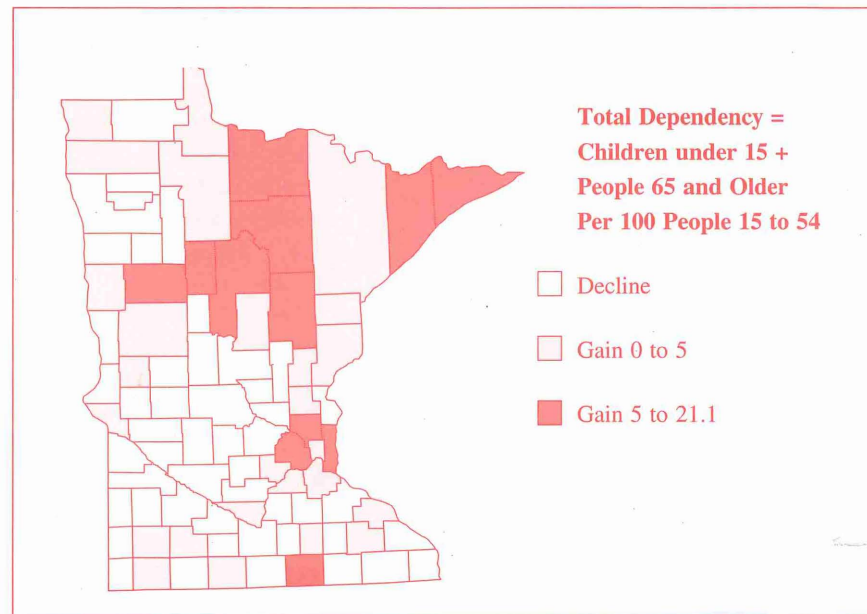 Total Dependency =
Children under 15 +
People 65 and Older
Per 100 People 15 to 54
Decline
Gain 0 to 5
Gain 5 to 21.1